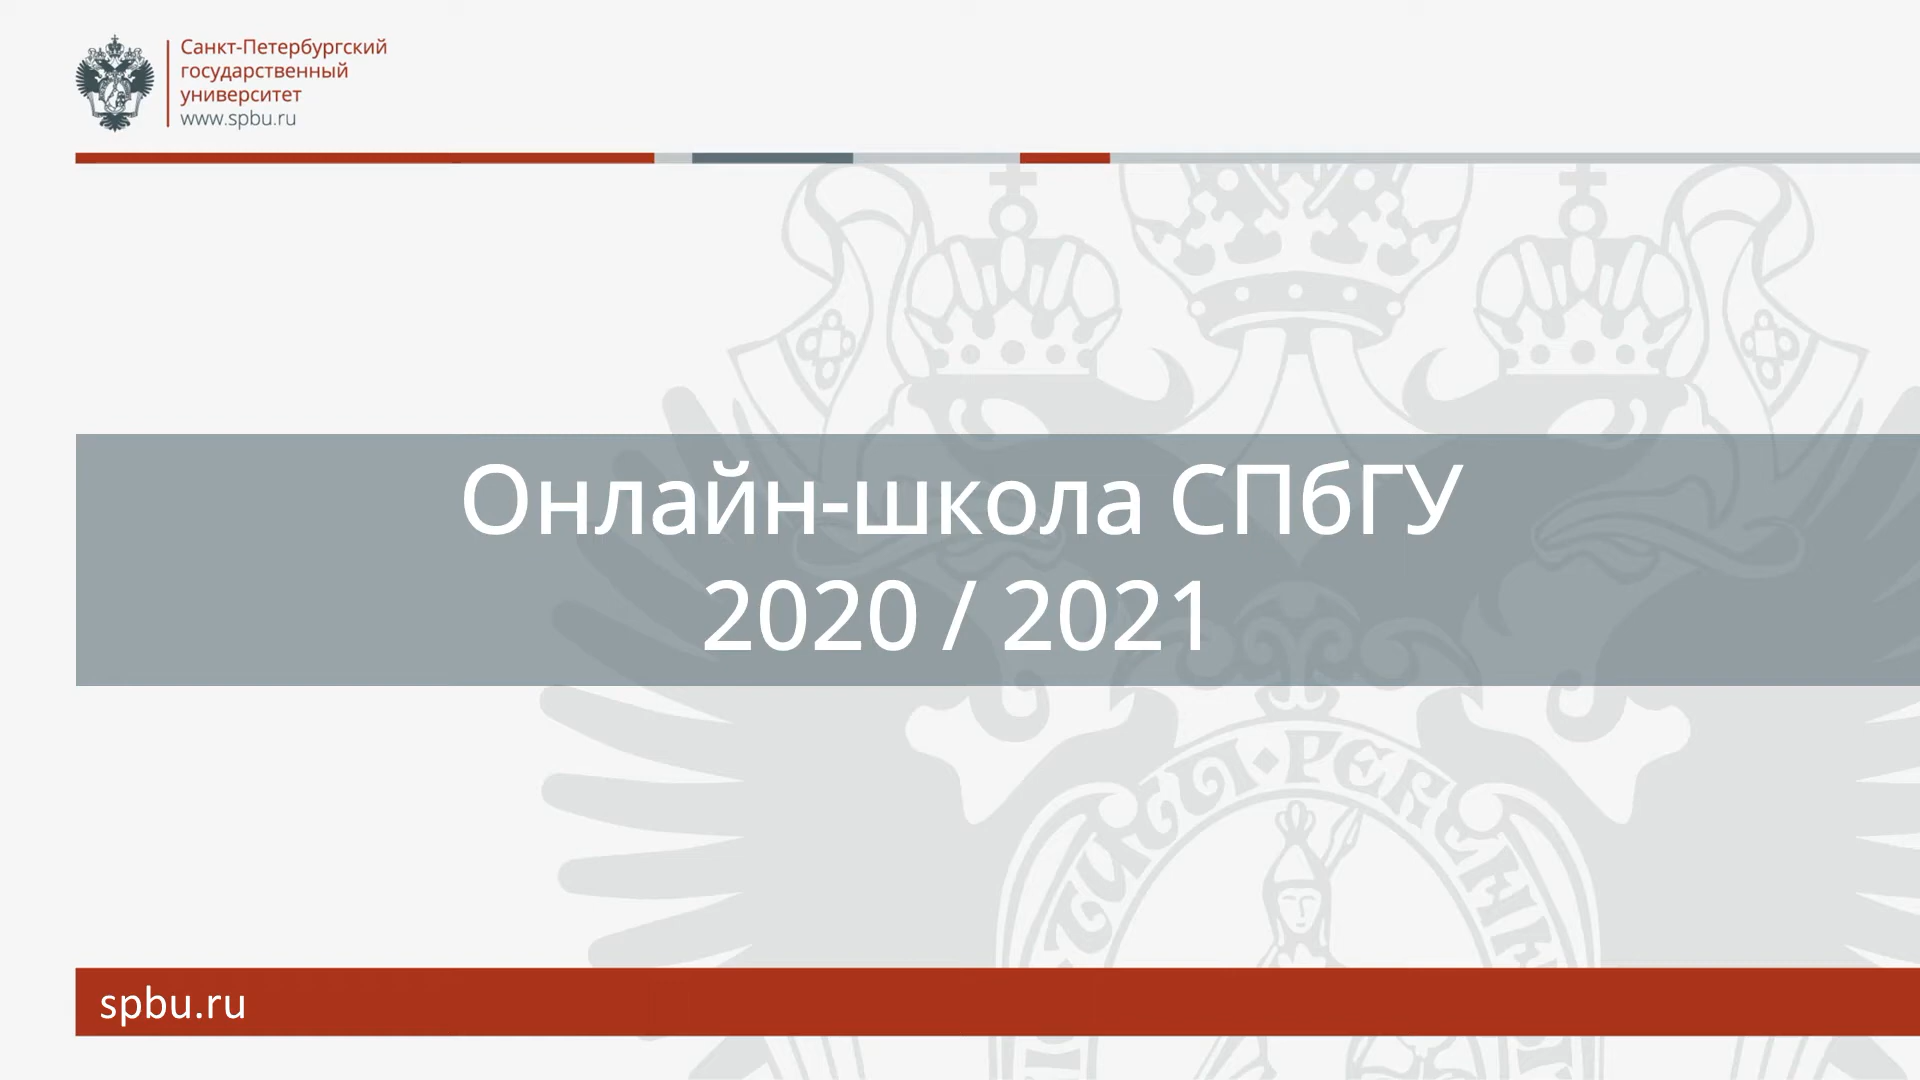 Санкт-Петербургский
государственный
университет
www.spbu.ru
Онлайн-школа СПбГУ
2020 / 2021
spbu.ru